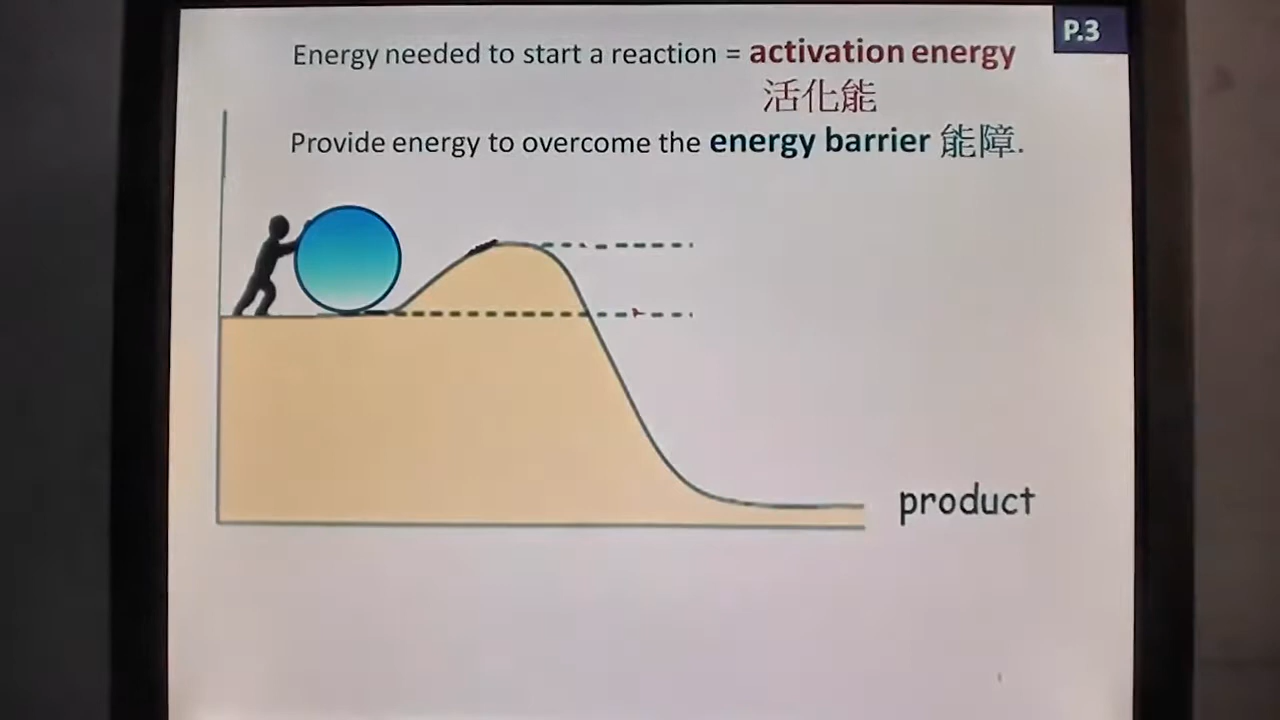 P.3
Energy needed to start a reaction = activation energy
活化能
Provide energy to overcome the energy barrier 能障.
product